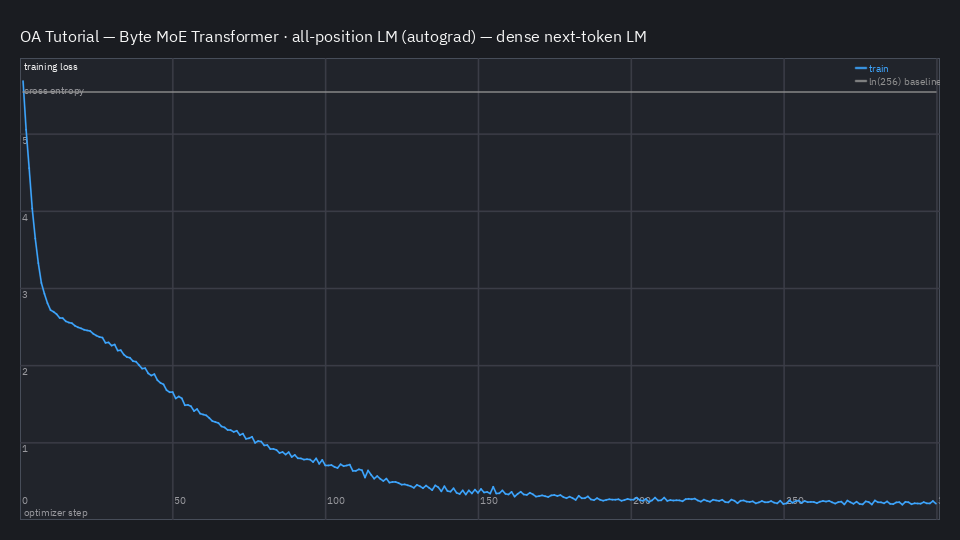 OA Tutorial — Byte MoE Transformer · all-position LM (autograd) — dense next-token LM
training loss
train
ln(256) baseline
cross entropy
5
4
3
2
1
0 50 100 150 200 250
optimizer step